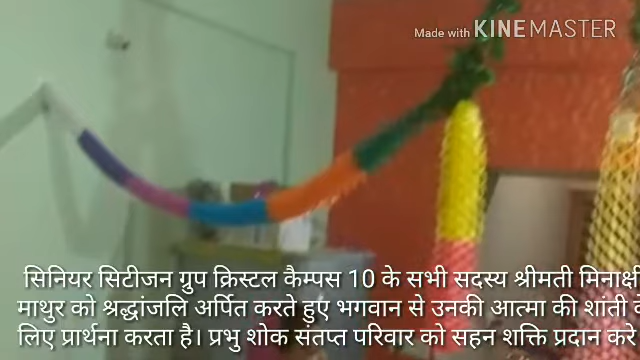 Made with KINEMASTER
सिनियर सिटीजन ग्रुप क्रिस्टल कैम्पस 10 के सभी सदस्य श्रीमती मिनाक्षी
माथुर को श्रद्धांजलि अर्पित करते हुए भगवान से उनकी आत्मा की शांती के
लिए प्रार्थना करता है। प्रभु शोक संतप्त परिवार को सहन शक्ति प्रदान करे